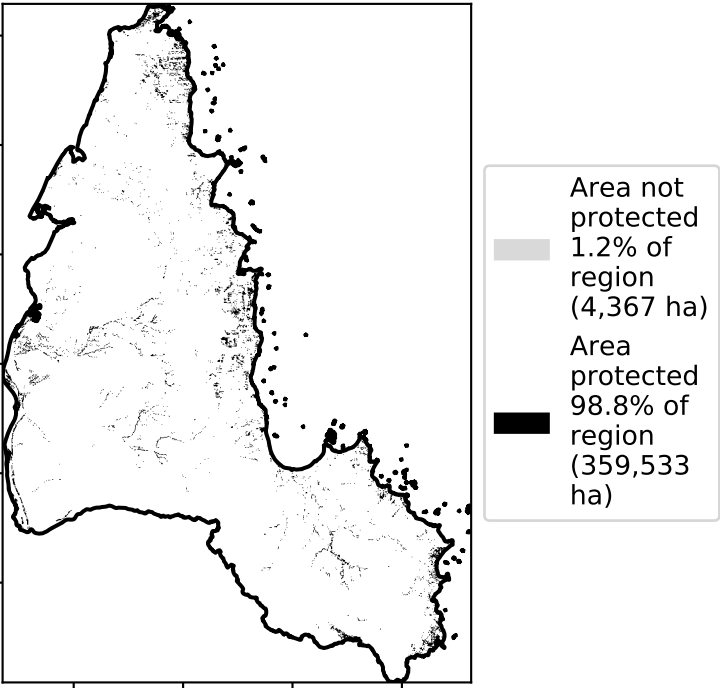 Area not
protected
1.2% of
region
(4,367 ha)
Area
protected
98.8% of
region
(359,533
ha)